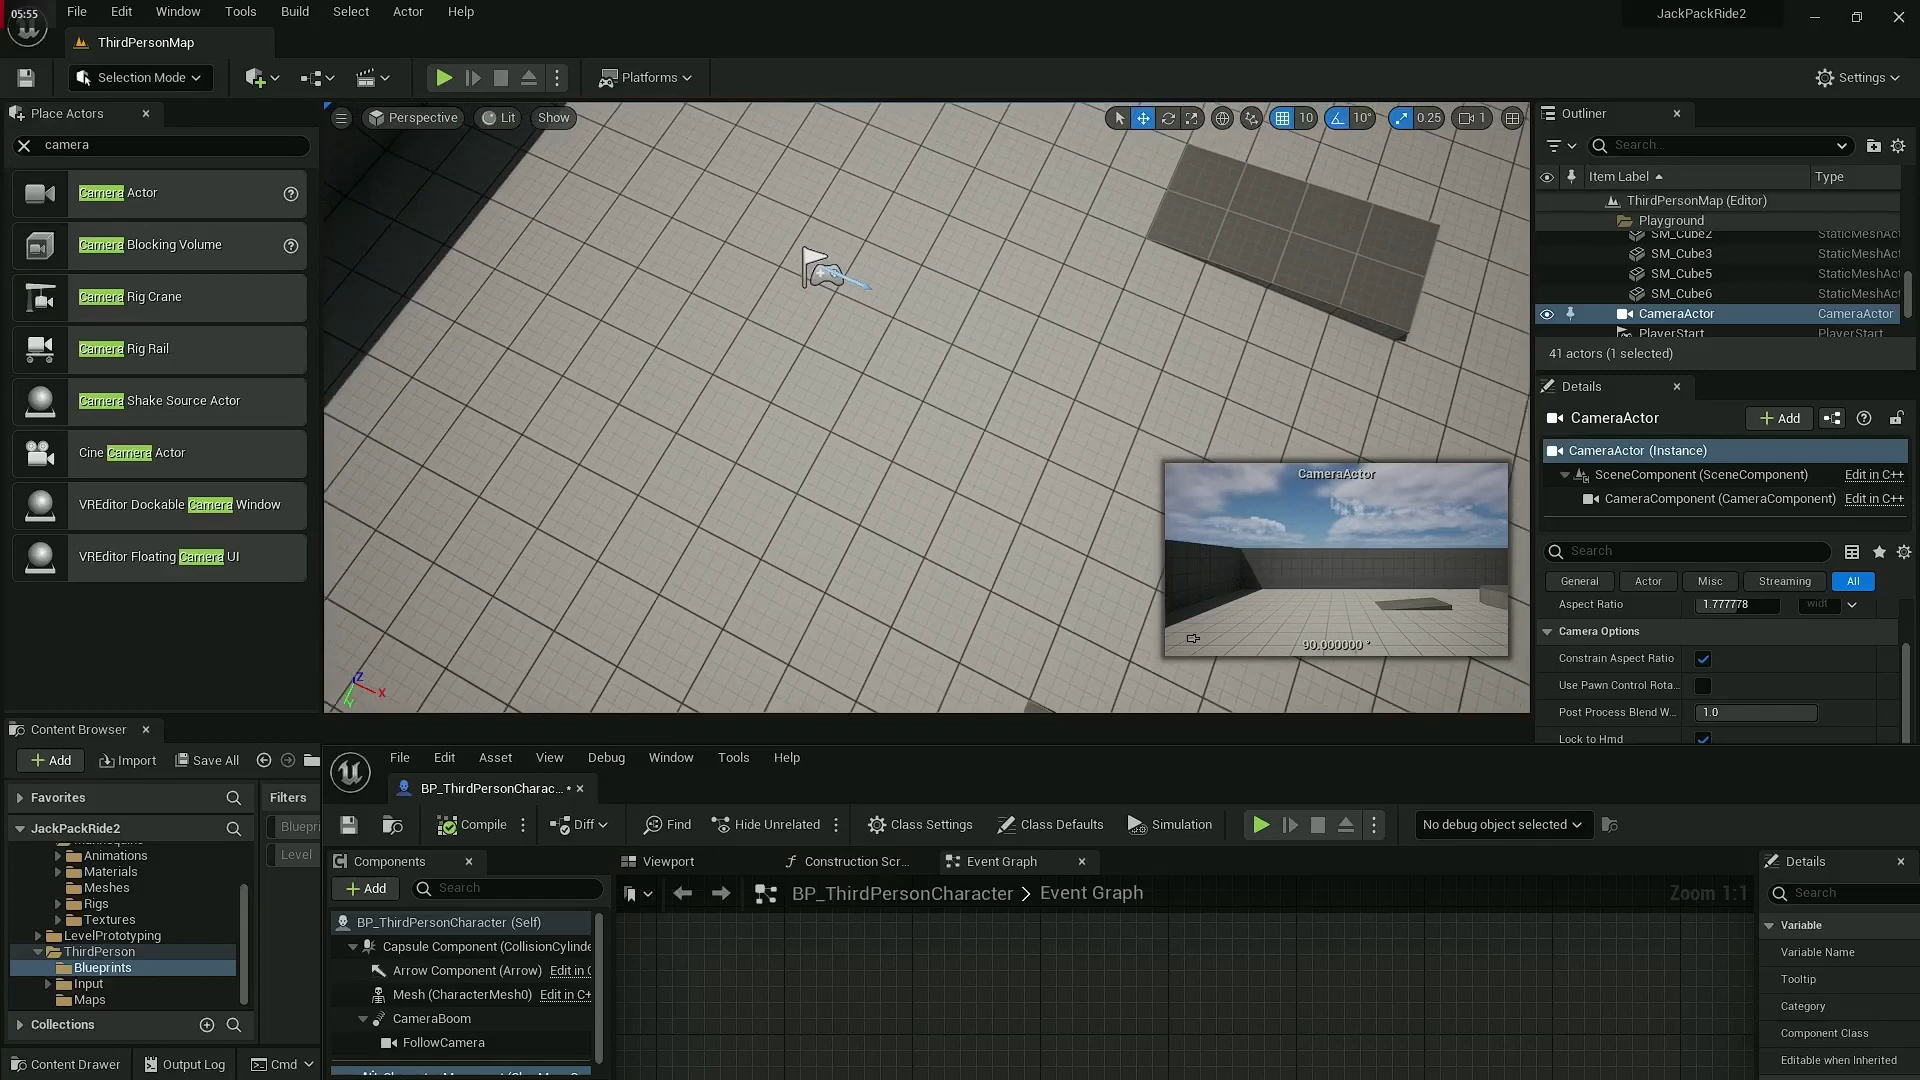 05:55
File Edit Window Tools Build Select Actor Help
JackPackRide2
ThirdPersonMap
Selection Mode
Platforms
Settings
Place Actors
camera
Camera Actor
Camera Blocking Volume
Camera Rig Crane
Camera Rig Rail
Camera Shake Source Actor
Cine Camera Actor
VREditor Dockable Camera Window
VREditor Floating Camera UI
Perspective Lit Show
10 10° 0.25 1
CameraActor
90.000000 °
Z
X
Y
Outliner
Search...
Item Label Type
ThirdPersonMap (Editor)
Playground
SM_Cube2 StaticMeshAct
SM_Cube3 StaticMeshAct
SM_Cube5 StaticMeshAct
SM_Cube6 StaticMeshAct
CameraActor CameraActor
PlayerStart PlayerStart
41 actors (1 selected)
Details
CameraActor
Add
CameraActor (Instance)
SceneComponent (SceneComponent) Edit in C++
CameraComponent (CameraComponent) Edit in C++
Search
General Actor Misc Streaming All
Aspect Ratio 1.777778
Camera Options
Constrain Aspect Ratio
Use Pawn Control Rota...
Post Process Blend W... 1.0
Lock to Hmd
Content Browser
Add Import Save All
Favorites
Filters
JackPackRide2
Bluepri
Level
Animations
Materials
Meshes
Rigs
Textures
LevelPrototyping
ThirdPerson
Blueprints
Input
Maps
Collections
Content Drawer Output Log Cmd
File Edit Asset View Debug Window Tools Help
BP_ThirdPersonCharac... *
Compile Diff Find Hide Unrelated Class Settings Class Defaults Simulation No debug object selected
Components
Add
Search
BP_ThirdPersonCharacter (Self)
Capsule Component (CollisionCylinde
Arrow Component (Arrow) Edit in C
Mesh (CharacterMesh0) Edit in C+
CameraBoom
FollowCamera
Viewport Construction Scr... Event Graph
BP_ThirdPersonCharacter > Event Graph
Zoom 1:1
Details
Search
Variable
Variable Name
Tooltip
Category
Component Class
Editable when Inherited